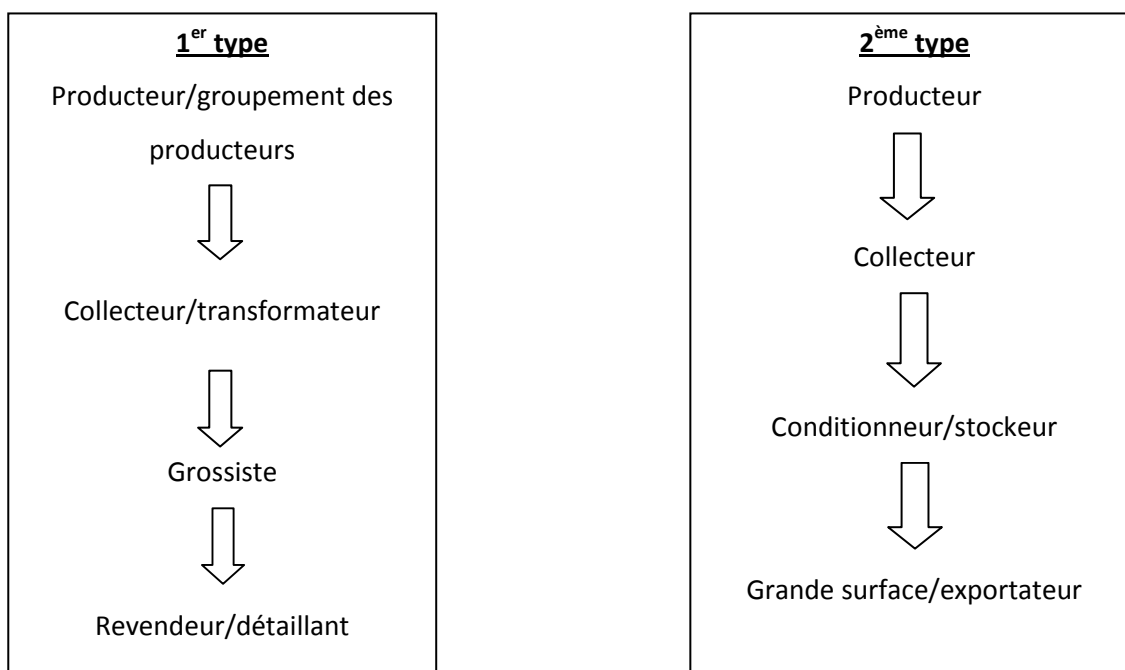 1er type
Producteur/groupement des
producteurs
Collecteur/transformateur
Grossiste
Revendeur/détaillant
2ème type
Producteur
Collecteur
Conditionneur/stockeur
Grande surface/exportateur